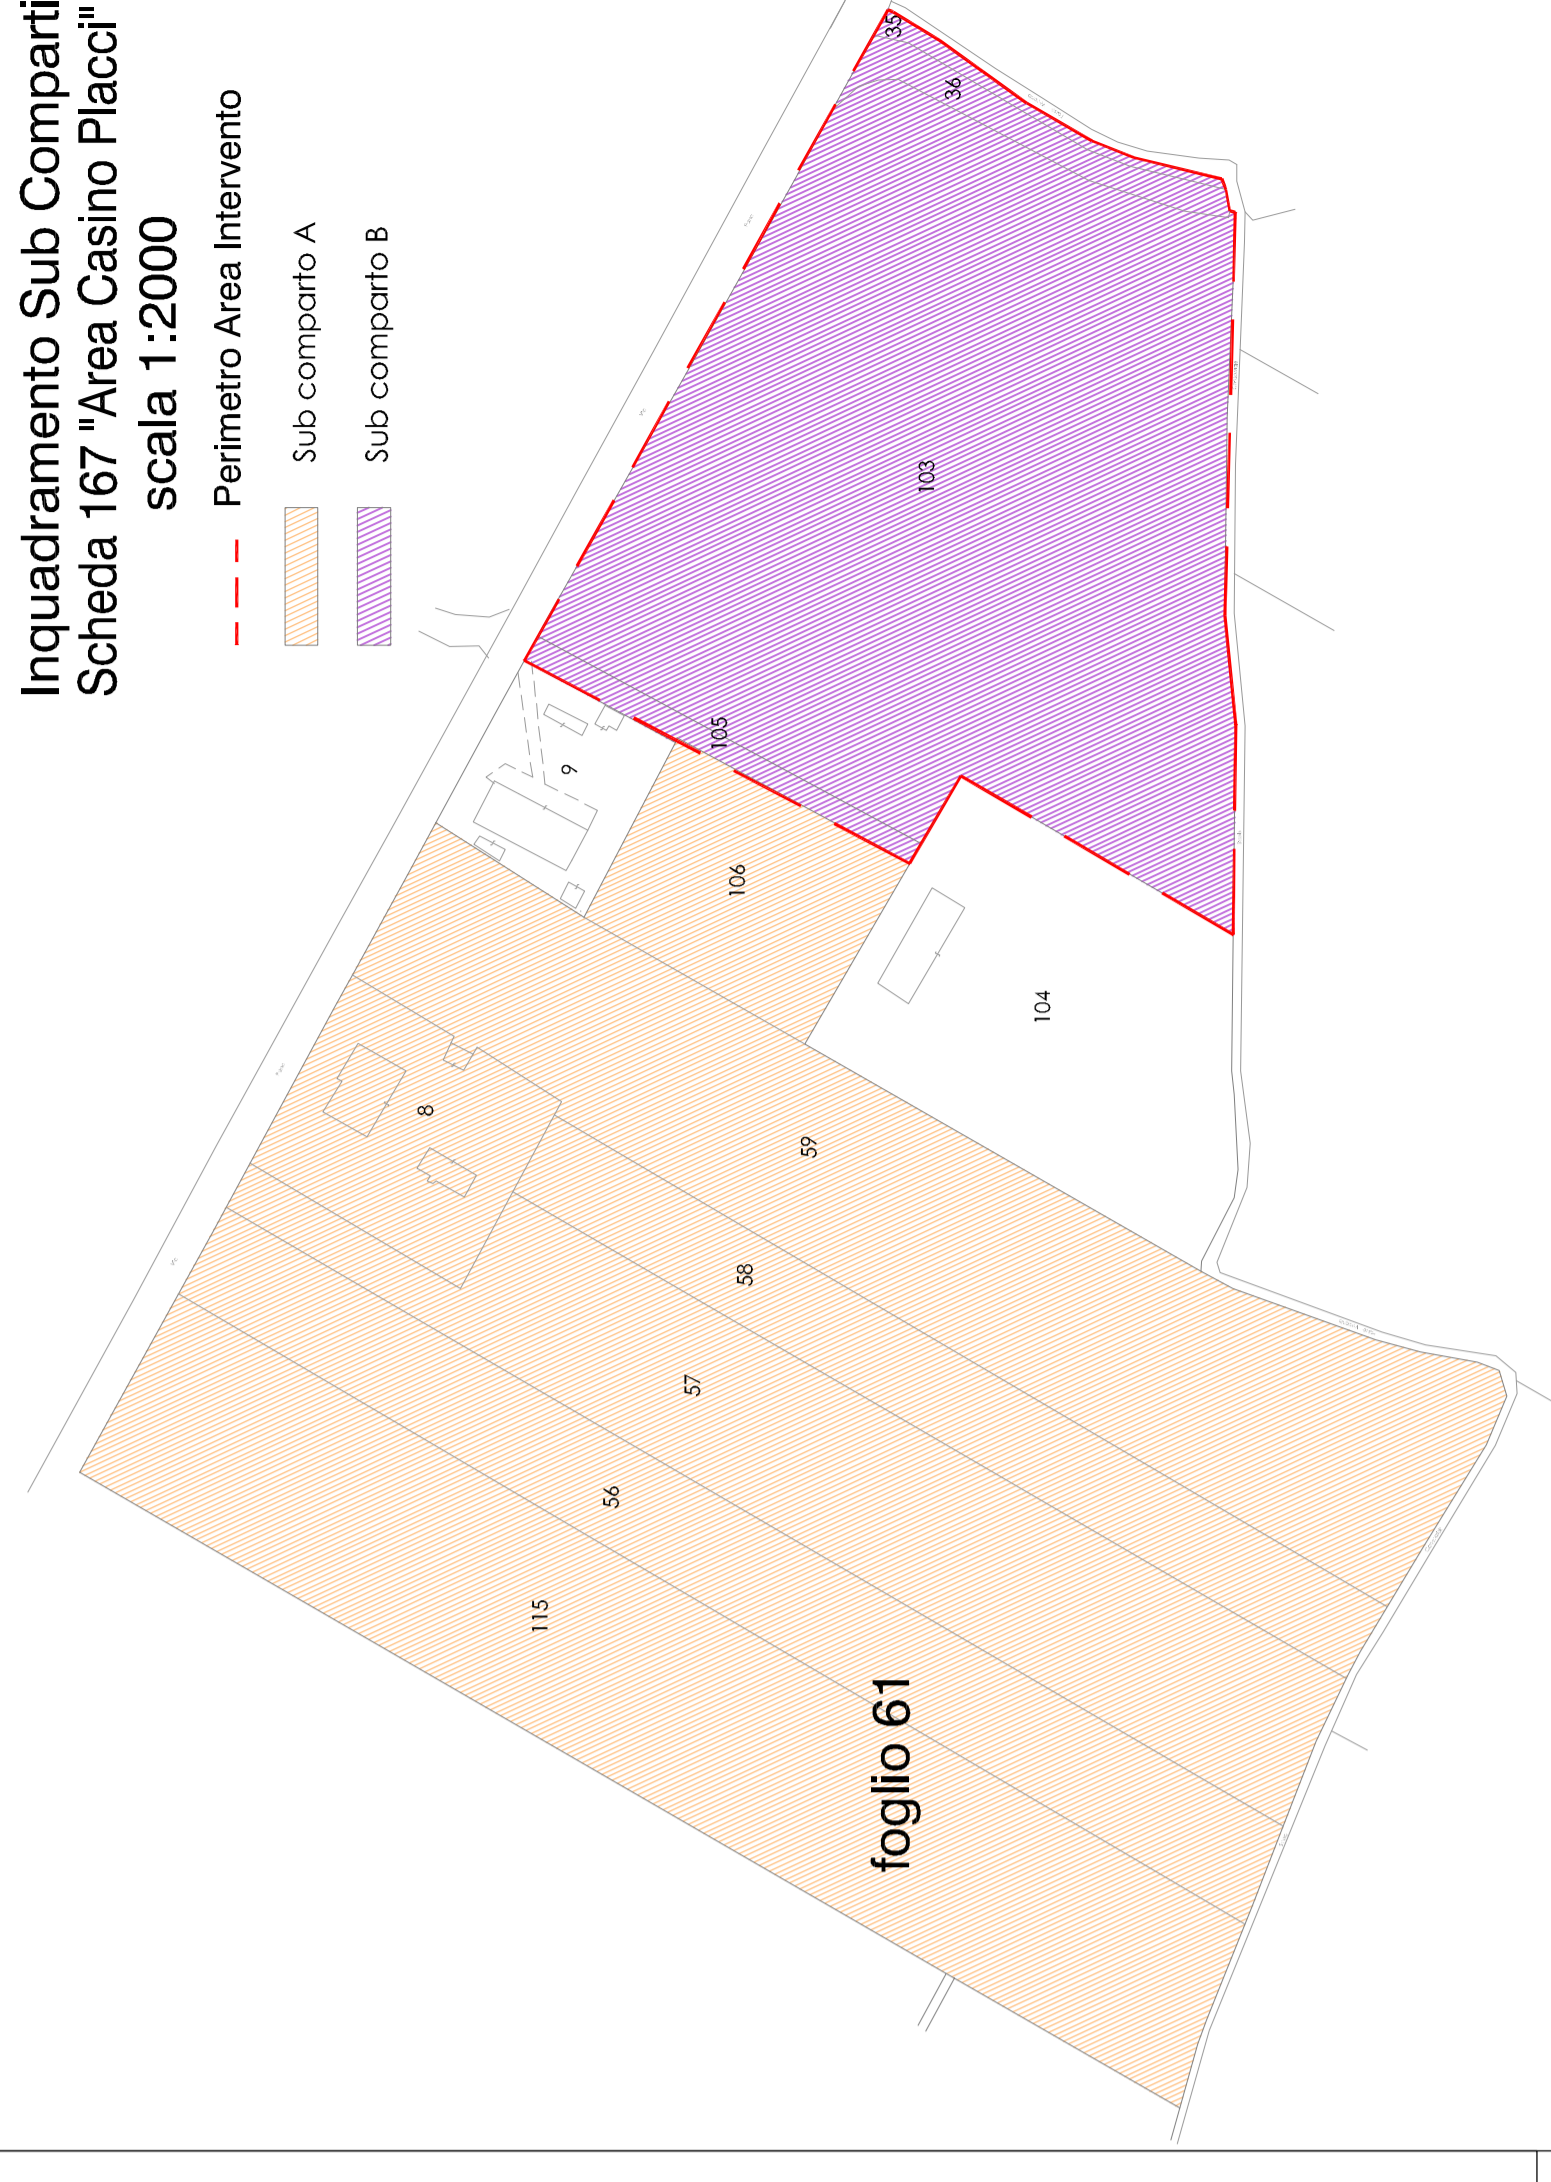 Inquadramento Sub Comparti
Scheda 167 "Area Casino Placci"
scala 1:2000
Perimetro Area Intervento
Sub comparto A
Sub comparto B
35
36
103
105
9
106
104
8
59
58
57
56
115
foglio 61